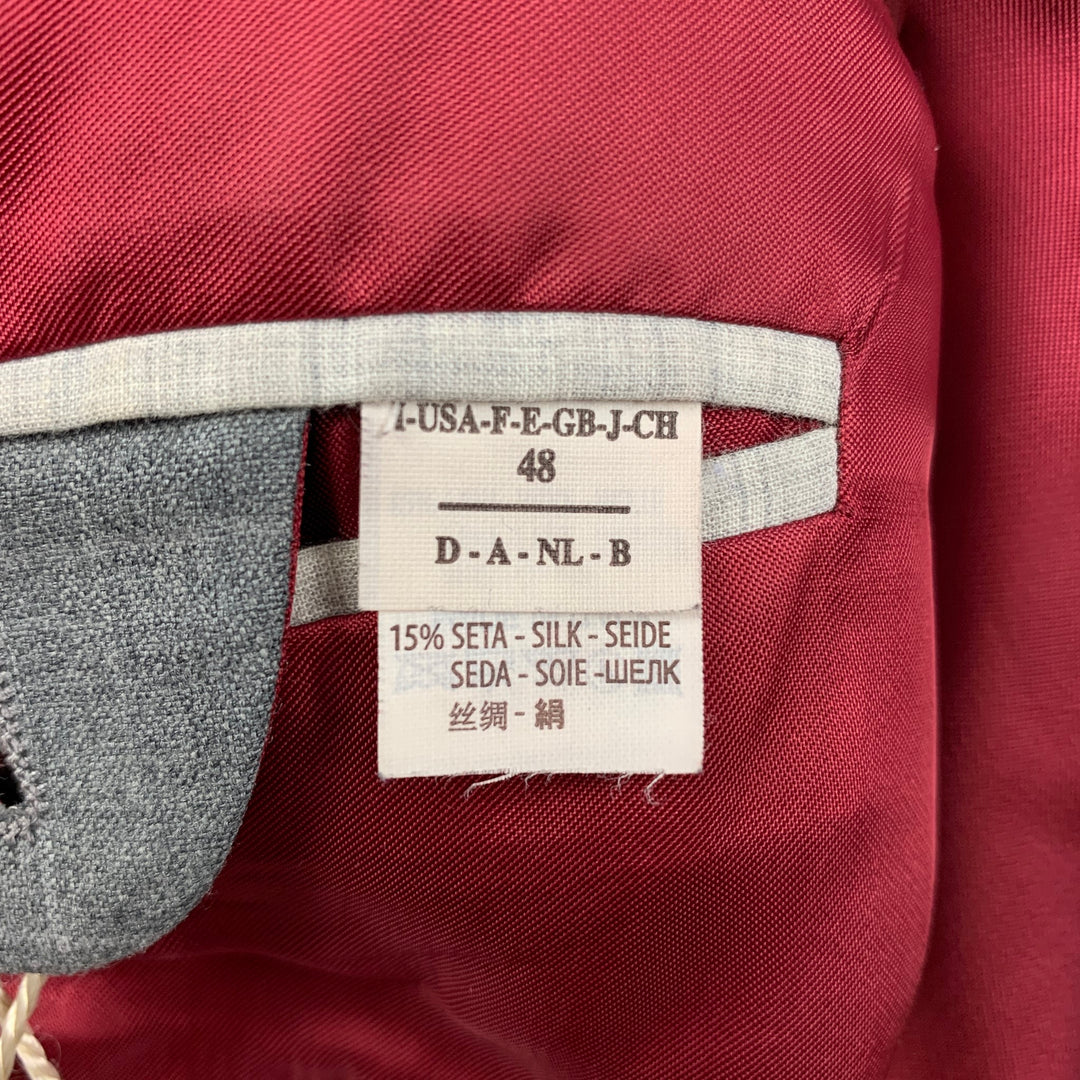 I-USA-F-E-GB-J-CH
48
D - A - NL - B
15% SETA - SILK - SEIDE
SEDA - SOIE -ШЕЛК
丝绸 - 絹